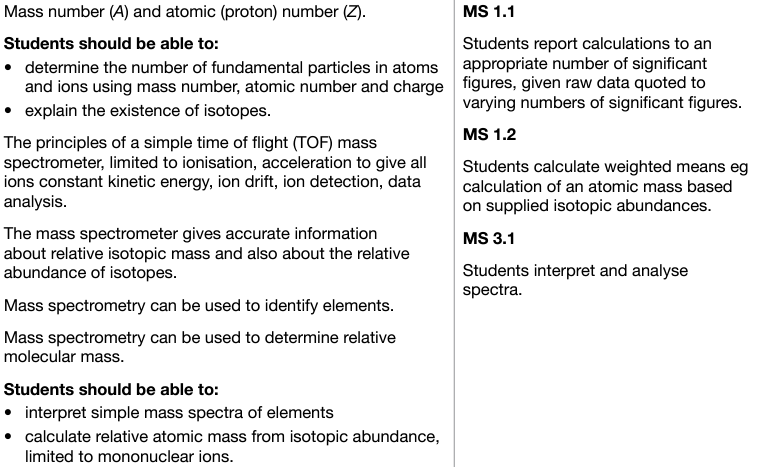 Mass number (A) and atomic (proton) number (Z).
Students should be able to:
• determine the number of fundamental particles in atoms
and ions using mass number, atomic number and charge
• explain the existence of isotopes.
The principles of a simple time of flight (TOF) mass
spectrometer, limited to ionisation, acceleration to give all
ions constant kinetic energy, ion drift, ion detection, data
analysis.
The mass spectrometer gives accurate information
about relative isotopic mass and also about the relative
abundance of isotopes.
Mass spectrometry can be used to identify elements.
Mass spectrometry can be used to determine relative
molecular mass.
Students should be able to:
• interpret simple mass spectra of elements
• calculate relative atomic mass from isotopic abundance,
limited to mononuclear ions.
MS 1.1
Students report calculations to an
appropriate number of significant
figures, given raw data quoted to
varying numbers of significant figures.
MS 1.2
Students calculate weighted means eg
calculation of an atomic mass based
on supplied isotopic abundances.
MS 3.1
Students interpret and analyse
spectra.